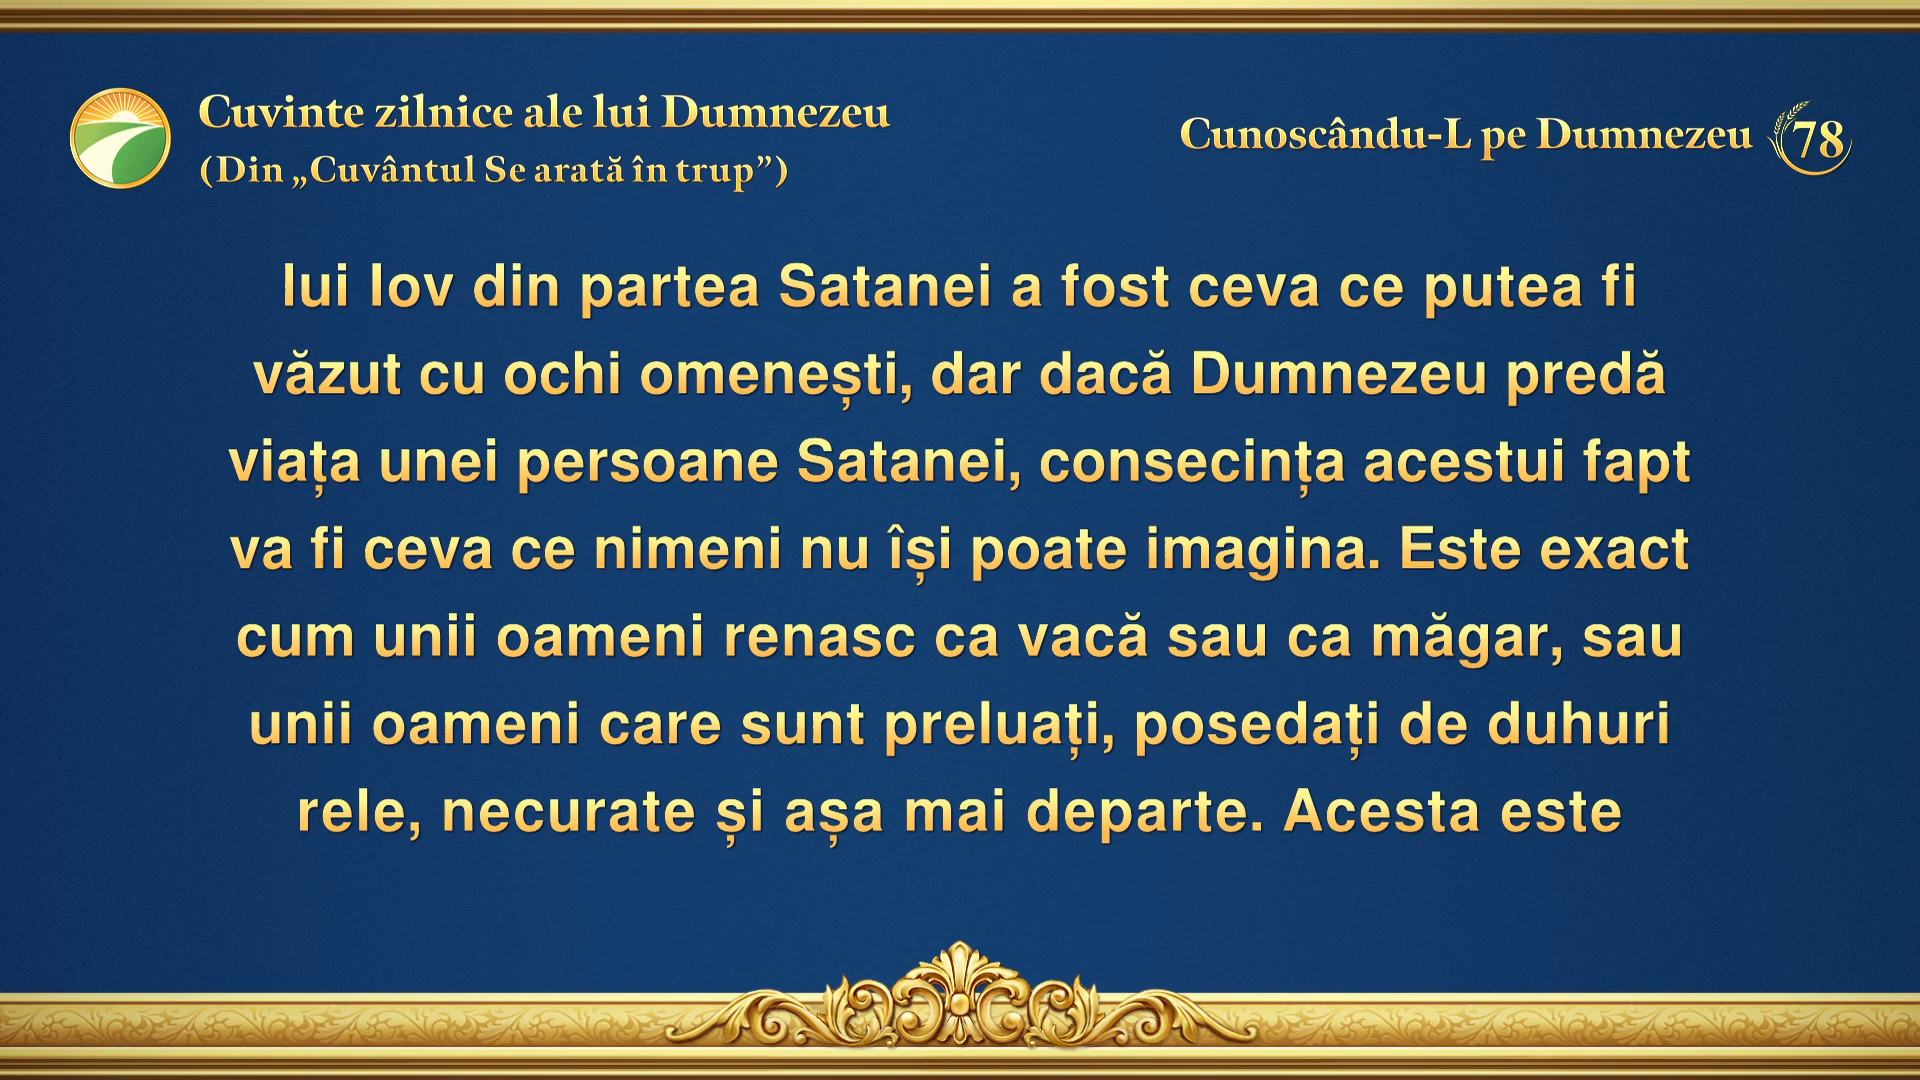 Cuvinte zilnice ale lui Dumnezeu
(Din „Cuvântul Se arată în trup”)
Cunoscându-L pe Dumnezeu 78
lui Iov din partea Satanei a fost ceva ce putea fi
văzut cu ochi omenești, dar dacă Dumnezeu predă
viața unei persoane Satanei, consecința acestui fapt
va fi ceva ce nimeni nu își poate imagina. Este exact
cum unii oameni renasc ca vacă sau ca măgar, sau
unii oameni care sunt preluați, posedați de duhuri
rele, necurate și așa mai departe. Acesta este